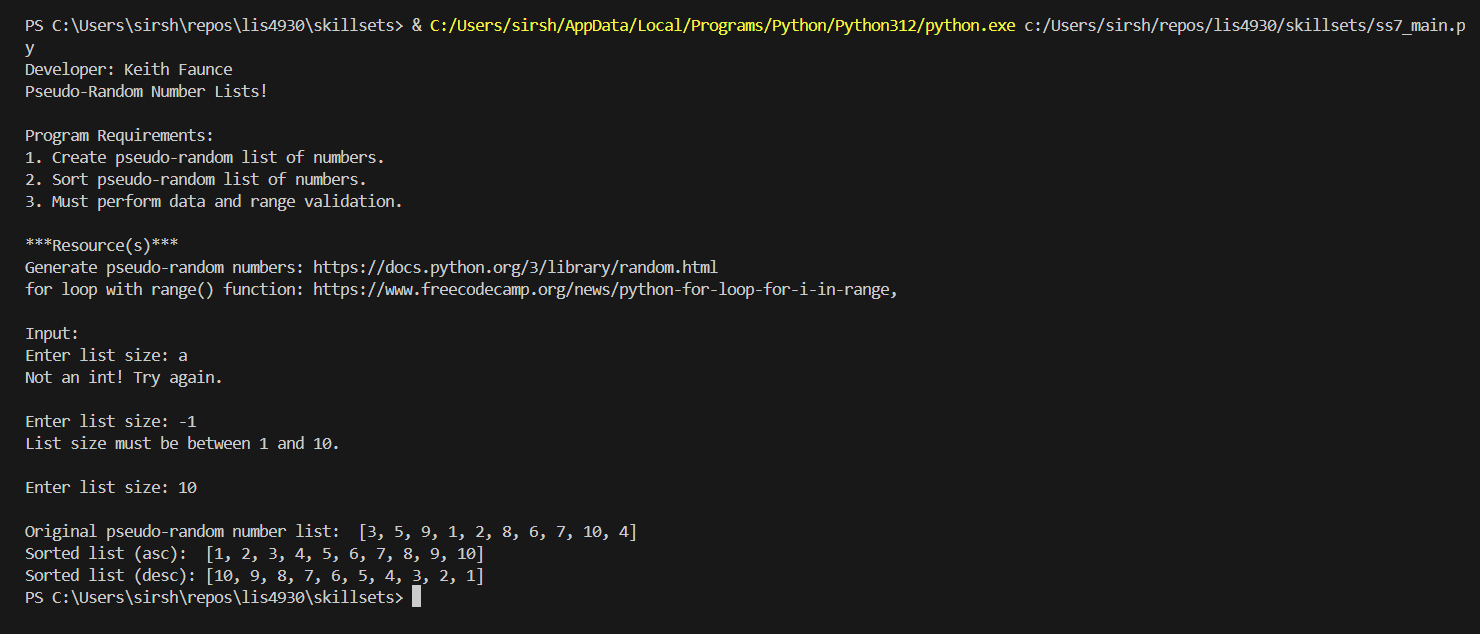 PS C:\Users\sirsh\repos\lis4930\skillsets> & C:/Users/sirsh/AppData/Local/Programs/Python/Python312/python.exe c:/Users/sirsh/repos/lis4930/skillsets/ss7_main.p
y
Developer: Keith Faunce
Pseudo-Random Number Lists!
Program Requirements:
1. Create pseudo-random list of numbers.
2. Sort pseudo-random list of numbers.
3. Must perform data and range validation.
***Resource(s)***
Generate pseudo-random numbers: https://docs.python.org/3/library/random.html
for loop with range() function: https://www.freecodecamp.org/news/python-for-loop-for-i-in-range,
Input:
Enter list size: a
Not an int! Try again.
Enter list size: -1
List size must be between 1 and 10.
Enter list size: 10
Original pseudo-random number list:  [3, 5, 9, 1, 2, 8, 6, 7, 10, 4]
Sorted list (asc):  [1, 2, 3, 4, 5, 6, 7, 8, 9, 10]
Sorted list (desc): [10, 9, 8, 7, 6, 5, 4, 3, 2, 1]
PS C:\Users\sirsh\repos\lis4930\skillsets>